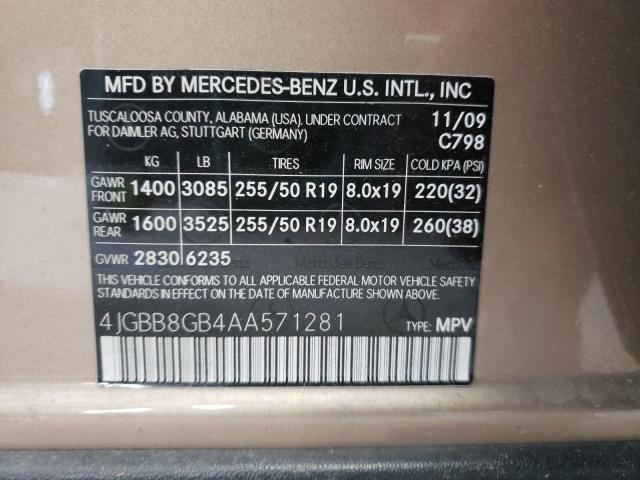 MFD BY MERCEDES-BENZ U.S. INTL., INC
TUSCALOOSA COUNTY, ALABAMA (USA). UNDER CONTRACT 11/09
FOR DAIMLER AG, STUTTGART (GERMANY) C798
KG LB TIRES RIM SIZE COLD KPA (PSI)
GAWR FRONT 1400 3085 255/50 R19 8.0x19 220(32)
GAWR REAR 1600 3525 255/50 R19 8.0x19 260(38)
GVWR 2830 6235
Mercedes-Benz
THIS VEHICLE CONFORMS TO ALL APPLICABLE FEDERAL MOTOR VEHICLE SAFETY
STANDARDS IN EFFECT ON THE DATE OF MANUFACTURE SHOWN ABOVE.
4JGBB8GB4AA571281 TYPE: MPV